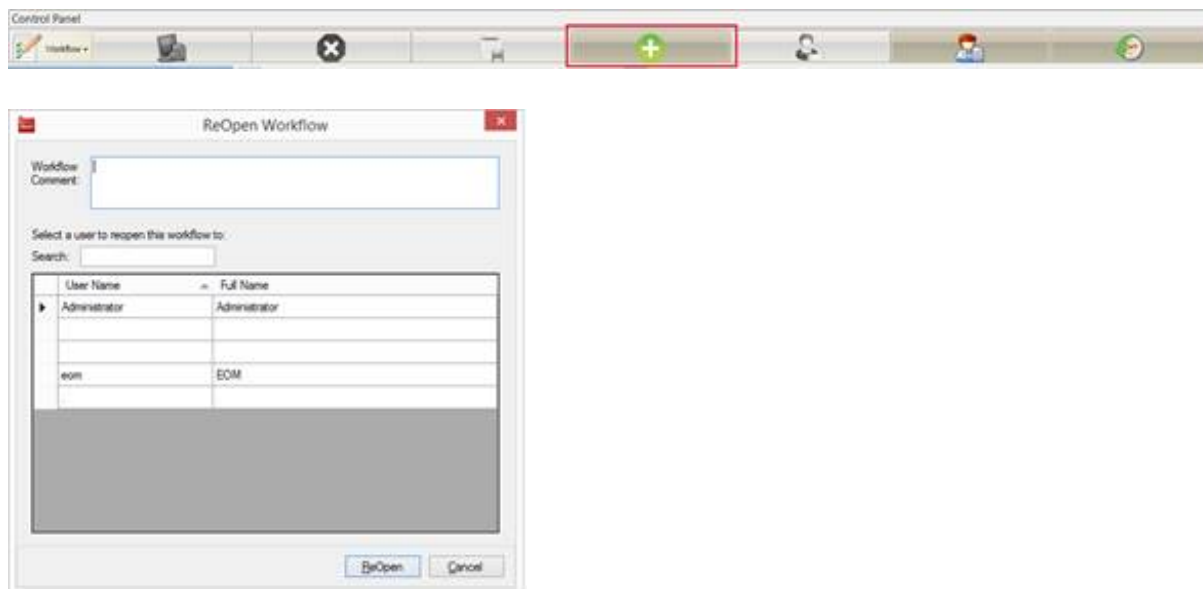 Control Panel
Workflow
ReOpen Workflow
Workflow
Comment:
Select a user to reopen this workflow to:
Search:
User Name Full Name
Administrator Administrator
eom EOM
ReOpen Cancel